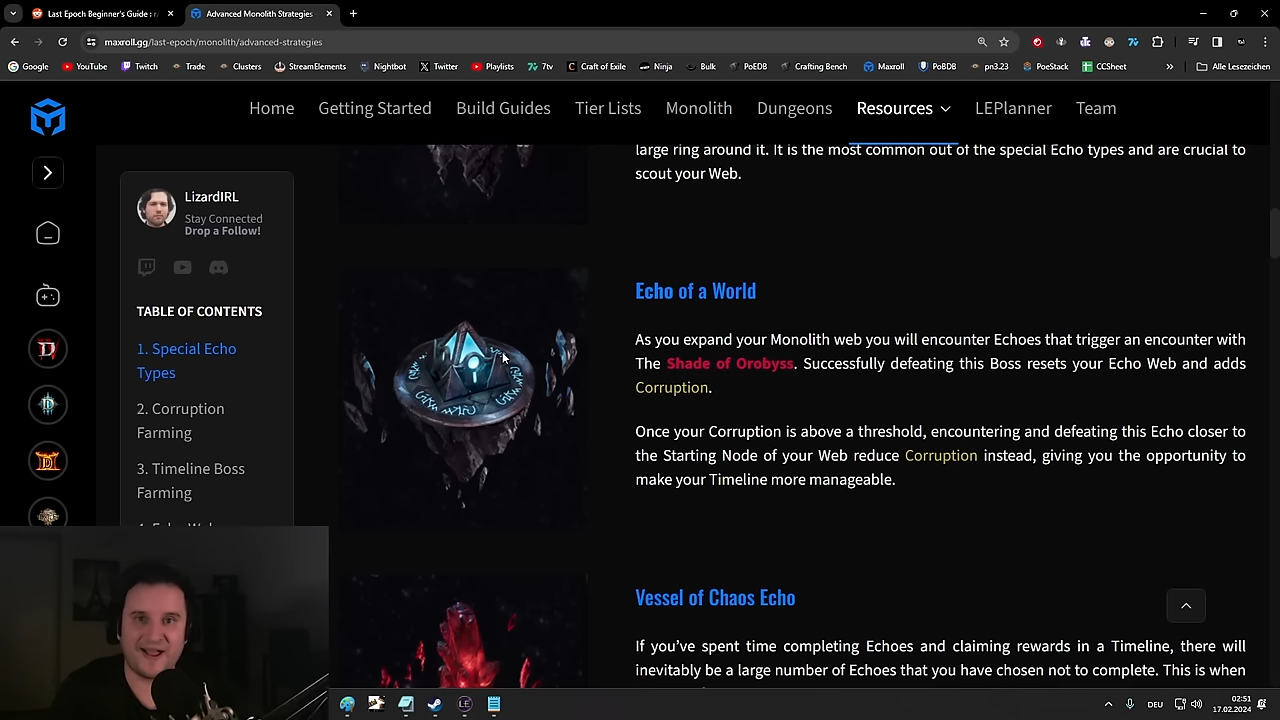 Last Epoch Beginner's Guide : r/
Advanced Monolith Strategies
maxroll.gg/last-epoch/monolith/advanced-strategies
Google YouTube Twitch Trade Clusters StreamElements Nightbot Twitter Playlists 7tv Craft of Exile Ninja Bulk PoEDB Crafting Bench Maxroll PoBDB pn3.23 PoeStack CCSheet Alle Lesezeichen
Home Getting Started Build Guides Tier Lists Monolith Dungeons Resources LEPlanner Team
large ring around it. It is the most common out of the special Echo types and are crucial to
scout your Web.
LizardIRL
Stay Connected
Drop a Follow!
TABLE OF CONTENTS
1. Special Echo
Types
2. Corruption
Farming
3. Timeline Boss
Farming
Echo of a World
As you expand your Monolith web you will encounter Echoes that trigger an encounter with
The Shade of Orobyss. Successfully defeating this Boss resets your Echo Web and adds
Corruption.
Once your Corruption is above a threshold, encountering and defeating this Echo closer to
the Starting Node of your Web reduce Corruption instead, giving you the opportunity to
make your Timeline more manageable.
Vessel of Chaos Echo
If you've spent time completing Echoes and claiming rewards in a Timeline, there will
inevitably be a large number of Echoes that you have chosen not to complete. This is when
DEU
02:51
17.02.2024